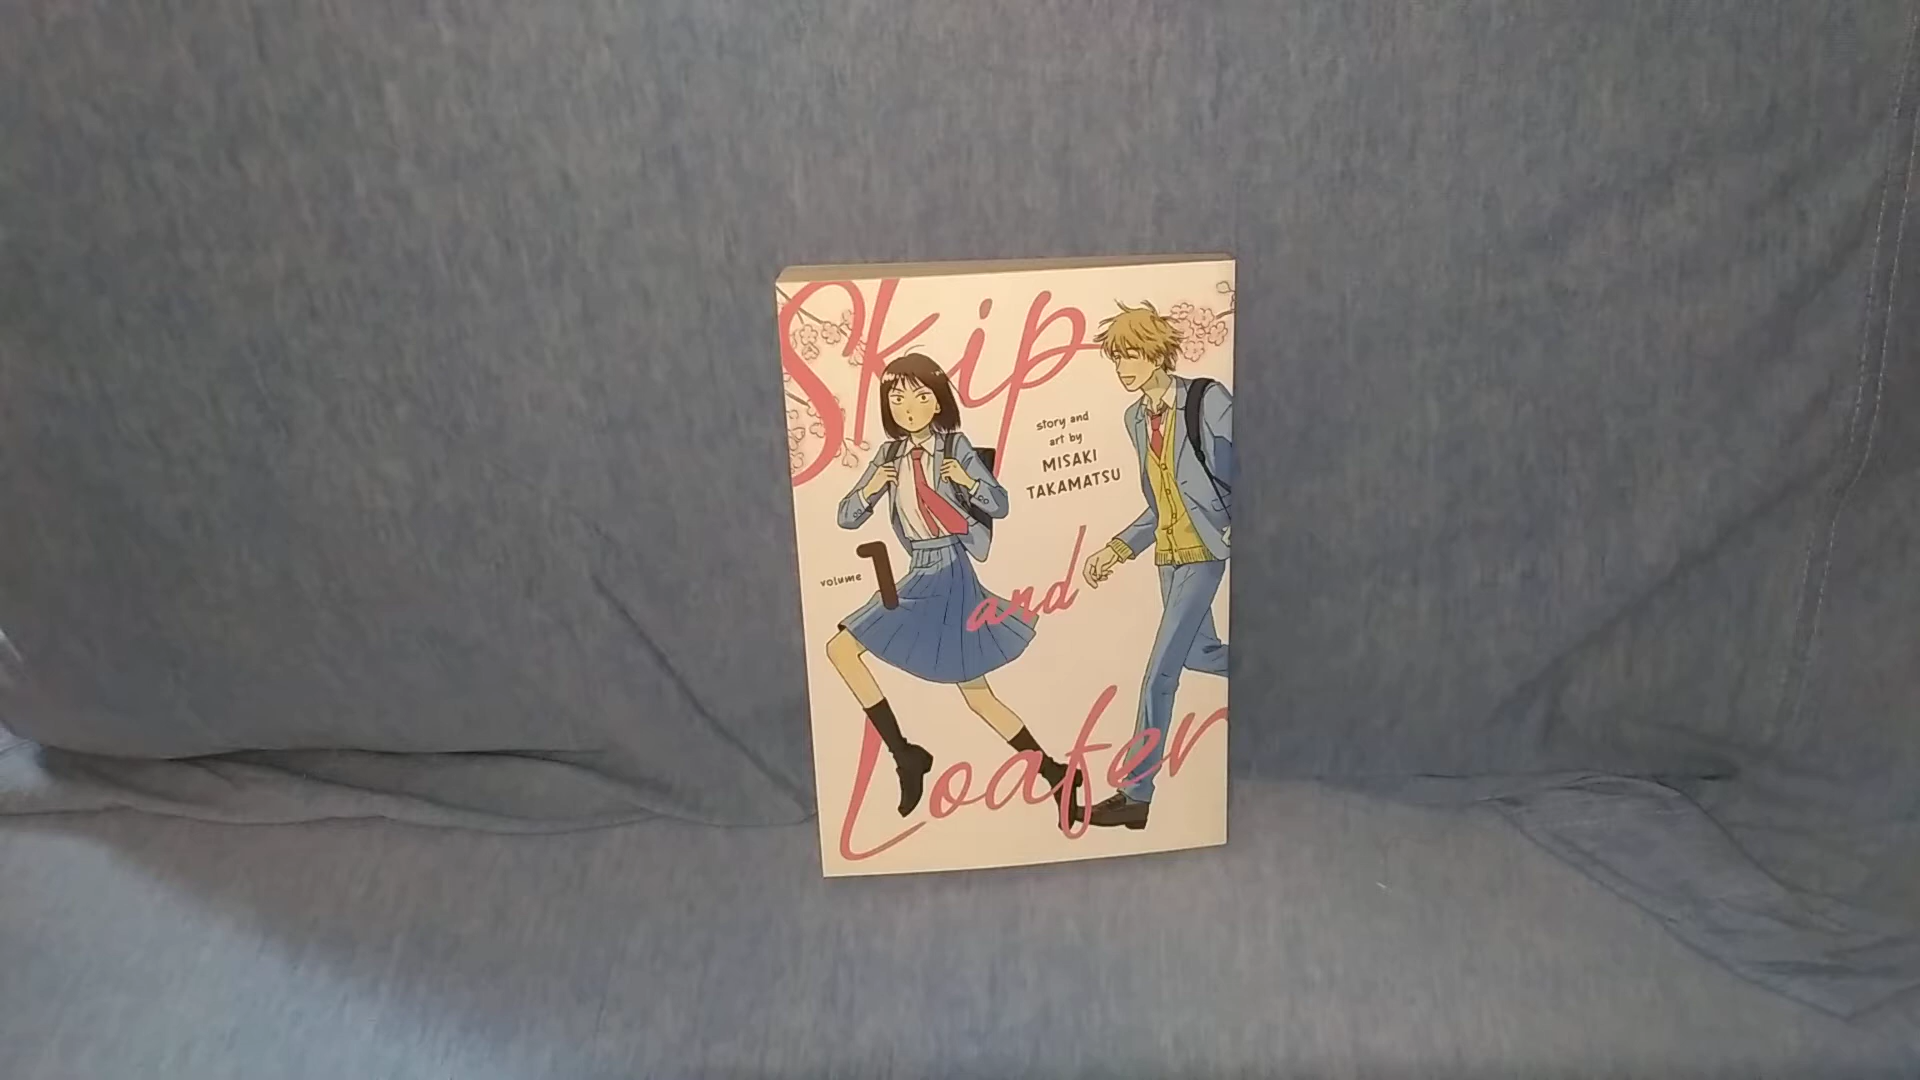 Skip
story and
art by
MISAKI
TAKAMATSU
volume 1
and
Loafer